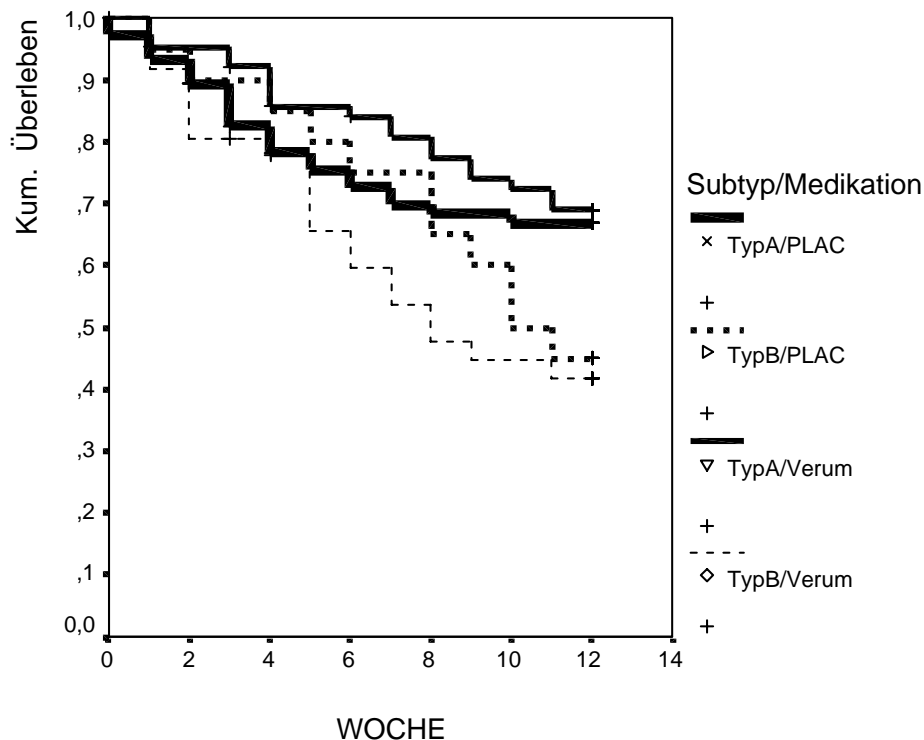 Kum. Überleben
1,0
,9
,8
,7
,6
,5
,4
,3
,2
,1
0,0
0 2 4 6 8 10 12 14
WOCHE
Subtyp/Medikation
TypA/PLAC
TypB/PLAC
TypA/Verum
TypB/Verum